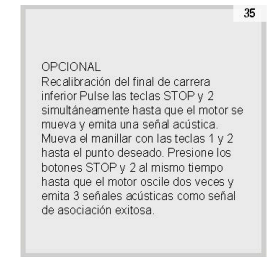 35
OPCIONAL
Recalibración del final de carrera
inferior Pulse las teclas STOP y 2
simultáneamente hasta que el motor se
mueva y emita una señal acústica.
Mueva el manillar con las teclas 1 y 2
hasta el punto deseado. Presione los
botones STOP y 2 al mismo tiempo
hasta que el motor oscile dos veces y
emita 3 señales acústicas como señal
de asociación exitosa.